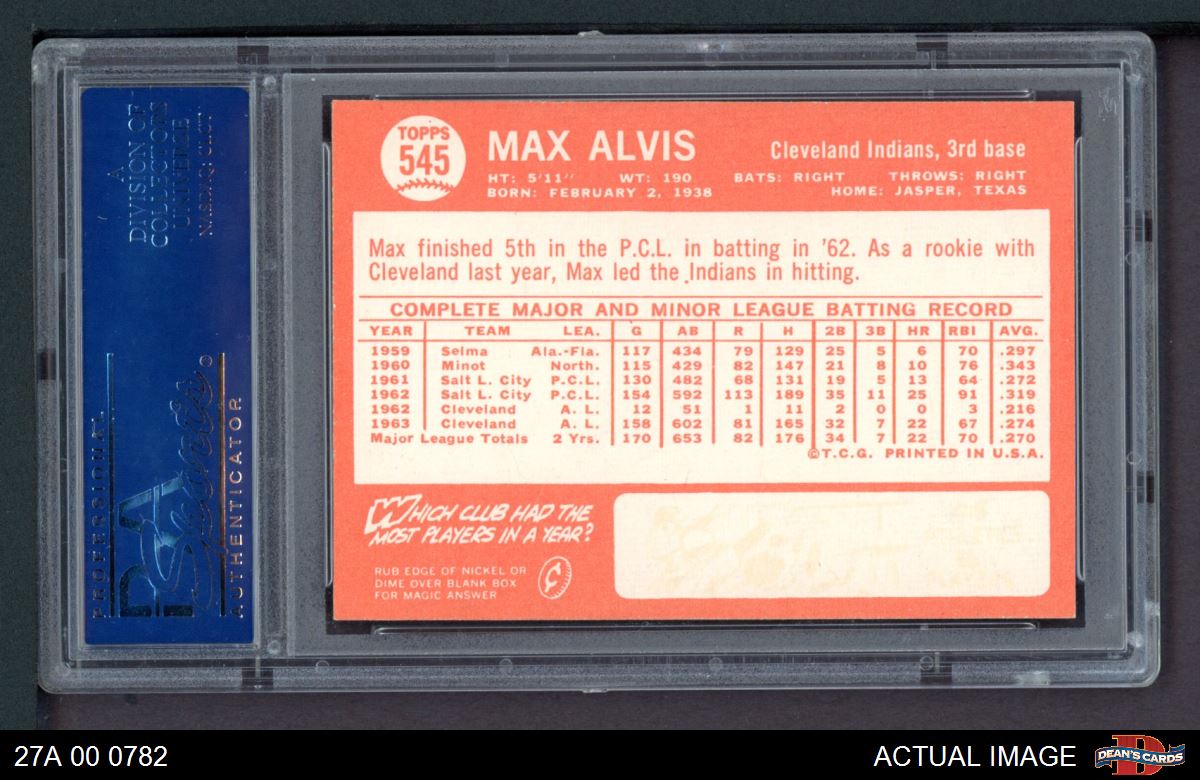 A
DIVISION OF
COLLECTORS
UNIVERSE
NASDAQ: CLCT
PROFESSIONAL
PSA
Sports
AUTHENTICATOR
TOPPS
545
MAX ALVIS
Cleveland Indians, 3rd base
HT: 5'11" WT: 190 BATS: RIGHT THROWS: RIGHT
BORN: FEBRUARY 2, 1938 HOME: JASPER, TEXAS
Max finished 5th in the P.C.L. in batting in '62. As a rookie with
Cleveland last year, Max led the Indians in hitting.
COMPLETE MAJOR AND MINOR LEAGUE BATTING RECORD
YEAR TEAM LEA. G AB R H 2B 3B HR RBI AVG.
1959 Selma Ala.-Fla. 117 434 79 129 25 5 6 70 .297
1960 Minot North. 115 429 82 147 21 8 10 76 .343
1961 Salt L. City P.C.L. 130 482 68 131 19 5 13 64 .272
1962 Salt L. City P.C.L. 154 592 113 189 35 11 25 91 .319
1962 Cleveland A. L. 12 51 1 11 2 0 0 3 .216
1963 Cleveland A. L. 158 602 81 165 32 7 22 67 .274
Major League Totals 2 Yrs. 170 653 82 176 34 7 22 70 .270
©T.C.G. PRINTED IN U.S.A.
WHICH CLUB HAD THE
MOST PLAYERS IN A YEAR?
RUB EDGE OF NICKEL OR
DIME OVER BLANK BOX
FOR MAGIC ANSWER
¢
27A 00 0782
ACTUAL IMAGE
D
DEAN'S CARDS